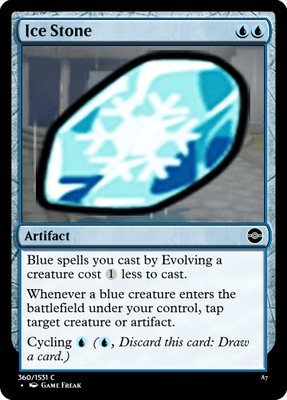 Ice Stone
Artifact
Blue spells you cast by Evolving a
creature cost 1 less to cast.
Whenever a blue creature enters the
battlefield under your control, tap
target creature or artifact.
Cycling (, Discard this card: Draw
a card.)
360/1531 C
GAME FREAK
A7